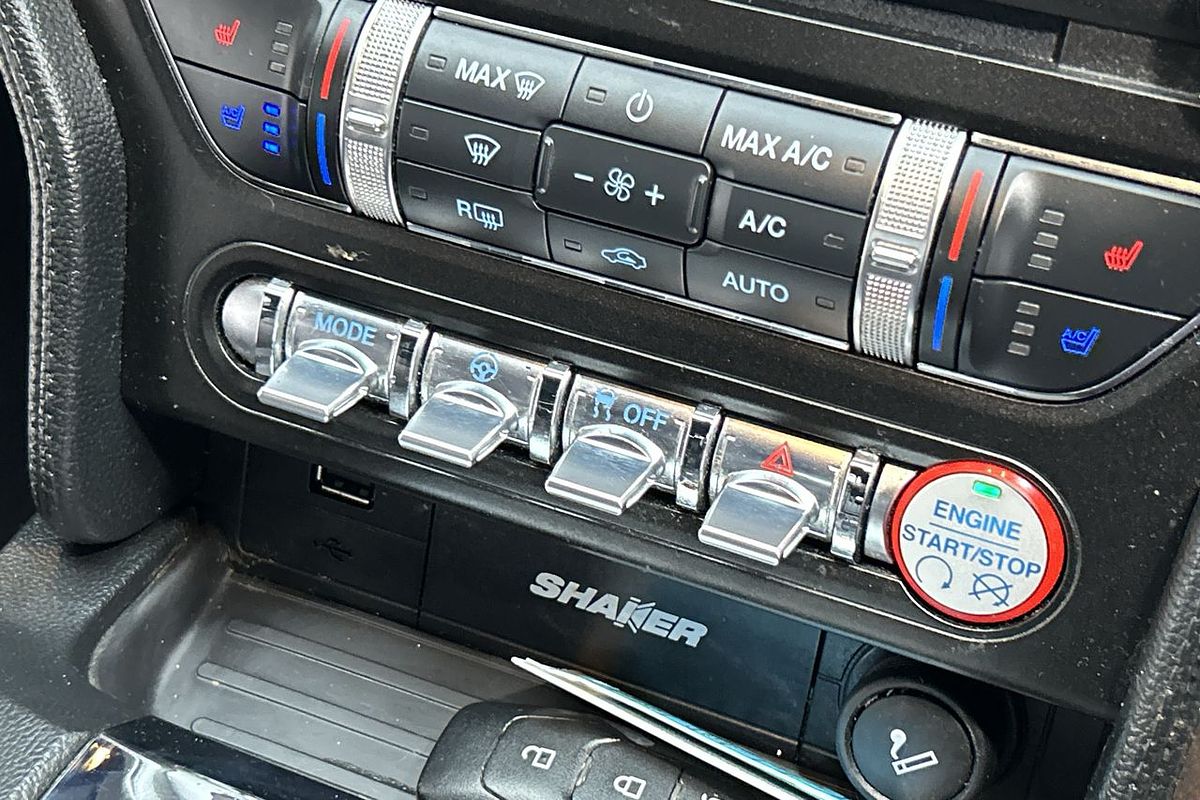 MAX
MAX A/C
A/C
R
A/C
AUTO
A/C
MODE
OFF
ENGINE
START/STOP
SHAKER